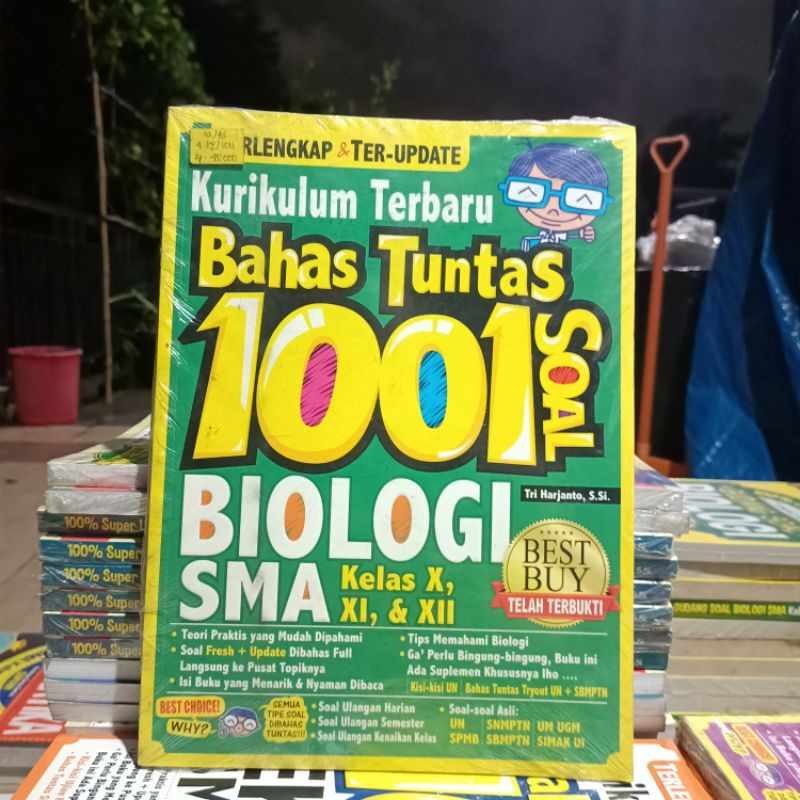 RLENGKAP & TER-UPDATE
Kurikulum Terbaru
Bahas Tuntas
1001
SOAL
BIOLOGI
Tri Harjanto, S.Si.
SMA
Kelas X,
XI, & XII
BEST
BUY
TELAH TERBUKTI
• Teori Praktis yang Mudah Dipahami
• Soal Fresh + Update Dibahas Full
Langsung ke Pusat Topiknya
• Isi Buku yang Menarik & Nyaman Dibaca
• Tips Memahami Biologi
• Ga' Perlu Bingung-bingung, Buku ini
Ada Suplemen Khususnya lho ....
Kisi-kisi UN | Bahas Tuntas Tryout UN + SBMPTN
BEST CHOICE!
WHY?
SEMUA
TIPE SOAL
DIBAHAS
TUNTAS!!!
• Soal Ulangan Harian
• Soal Ulangan Semester
• Soal Ulangan Kenaikan Kelas
• Soal-soal Asli:
UN SNMPTN UM UGM
SPMB SBMPTN SIMAK UI
100% Super
100% Super
100% Super
100% Super
100% Super
100% Super
GUDANG SOAL BIOLOGI SMA